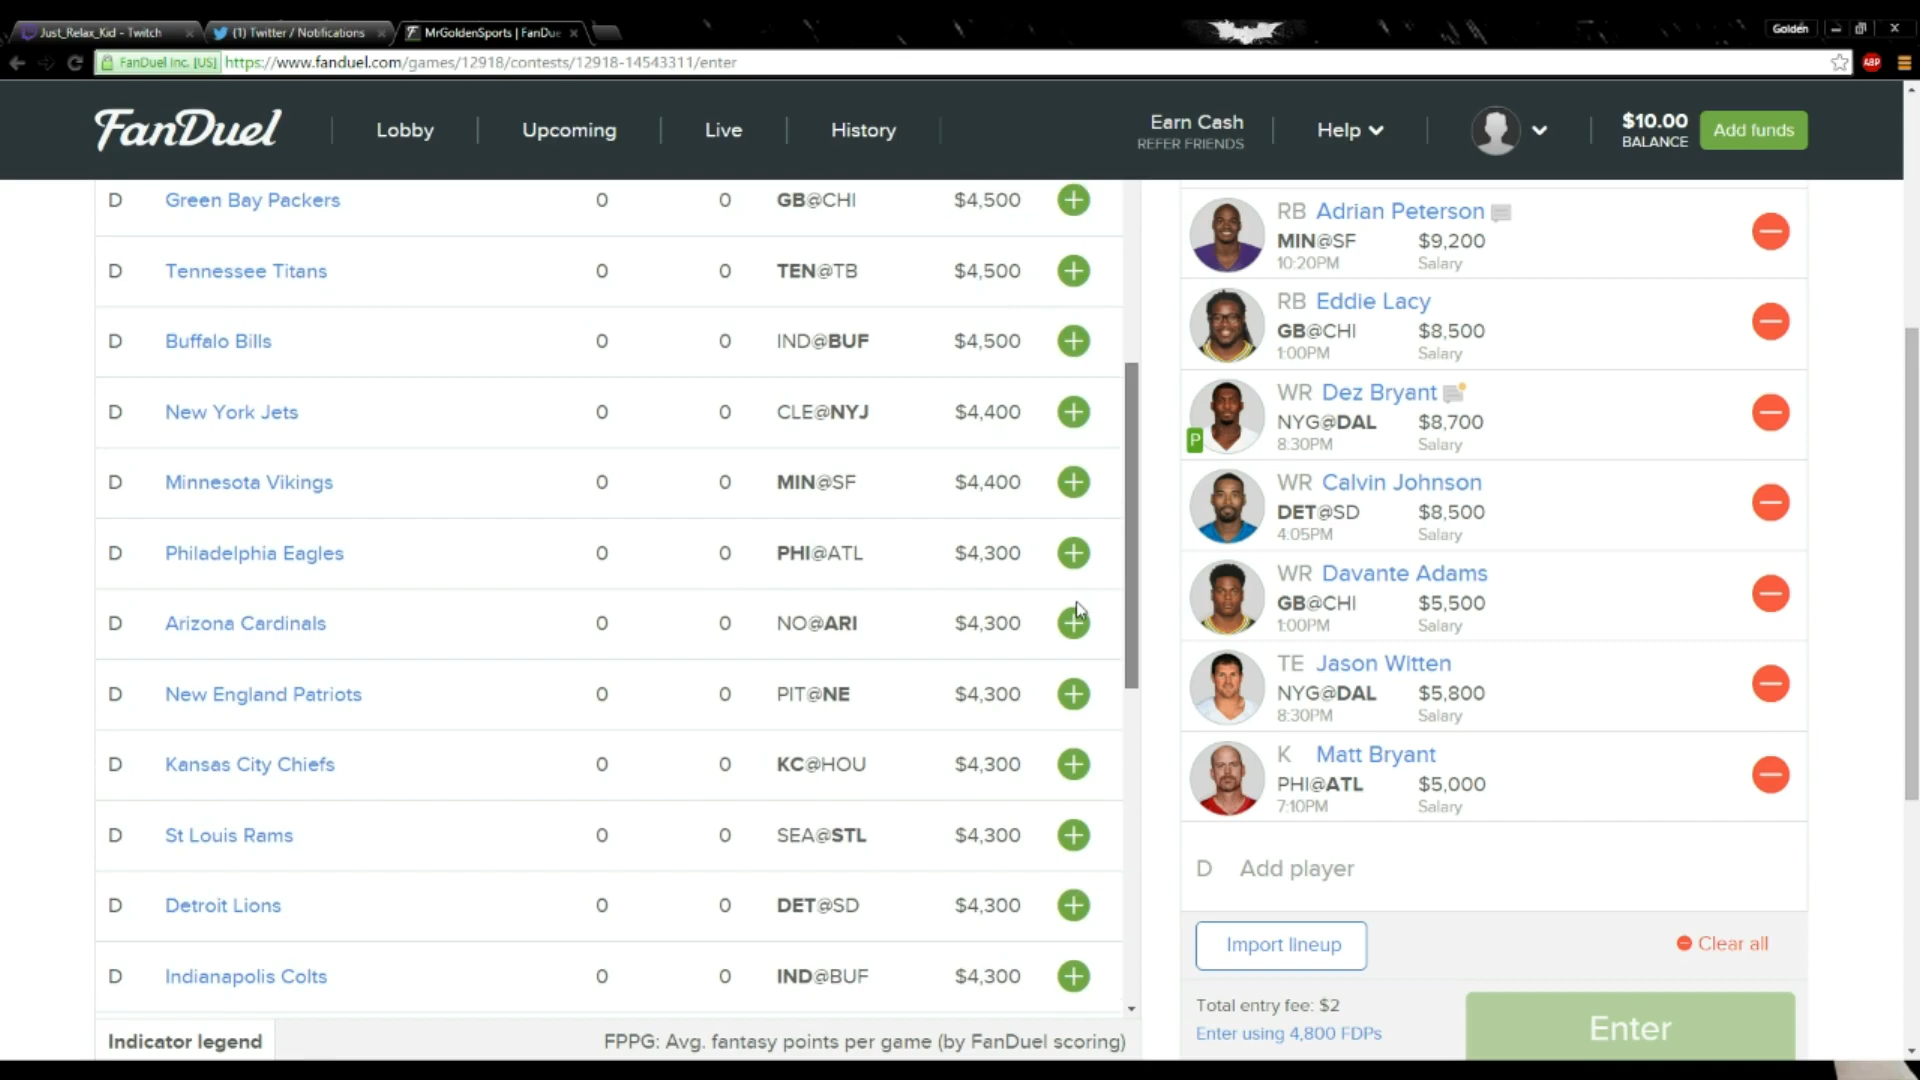 Just_Relax_Kid - Twitch
(1) Twitter / Notifications
MrGoldenSports | FanDue
Golden
FanDuel Inc. [US]
https://www.fanduel.com/games/12918/contests/12918-14543311/enter
ABP
FanDuel
Lobby
Upcoming
Live
History
Earn Cash
REFER FRIENDS
Help
$10.00
BALANCE
Add funds
D Green Bay Packers 0 0 GB@CHI $4,500
D Tennessee Titans 0 0 TEN@TB $4,500
D Buffalo Bills 0 0 IND@BUF $4,500
D New York Jets 0 0 CLE@NYJ $4,400
D Minnesota Vikings 0 0 MIN@SF $4,400
D Philadelphia Eagles 0 0 PHI@ATL $4,300
D Arizona Cardinals 0 0 NO@ARI $4,300
D New England Patriots 0 0 PIT@NE $4,300
D Kansas City Chiefs 0 0 KC@HOU $4,300
D St Louis Rams 0 0 SEA@STL $4,300
D Detroit Lions 0 0 DET@SD $4,300
D Indianapolis Colts 0 0 IND@BUF $4,300
Indicator legend
FPPG: Avg. fantasy points per game (by FanDuel scoring)
RB Adrian Peterson
MIN@SF $9,200
10:20PM Salary
RB Eddie Lacy
GB@CHI $8,500
1:00PM Salary
WR Dez Bryant
NYG@DAL $8,700
P
8:30PM Salary
WR Calvin Johnson
DET@SD $8,500
4:05PM Salary
WR Davante Adams
GB@CHI $5,500
1:00PM Salary
TE Jason Witten
NYG@DAL $5,800
8:30PM Salary
K Matt Bryant
PHI@ATL $5,000
7:10PM Salary
D Add player
Import lineup
Clear all
Total entry fee: $2
Enter using 4,800 FDPs
Enter